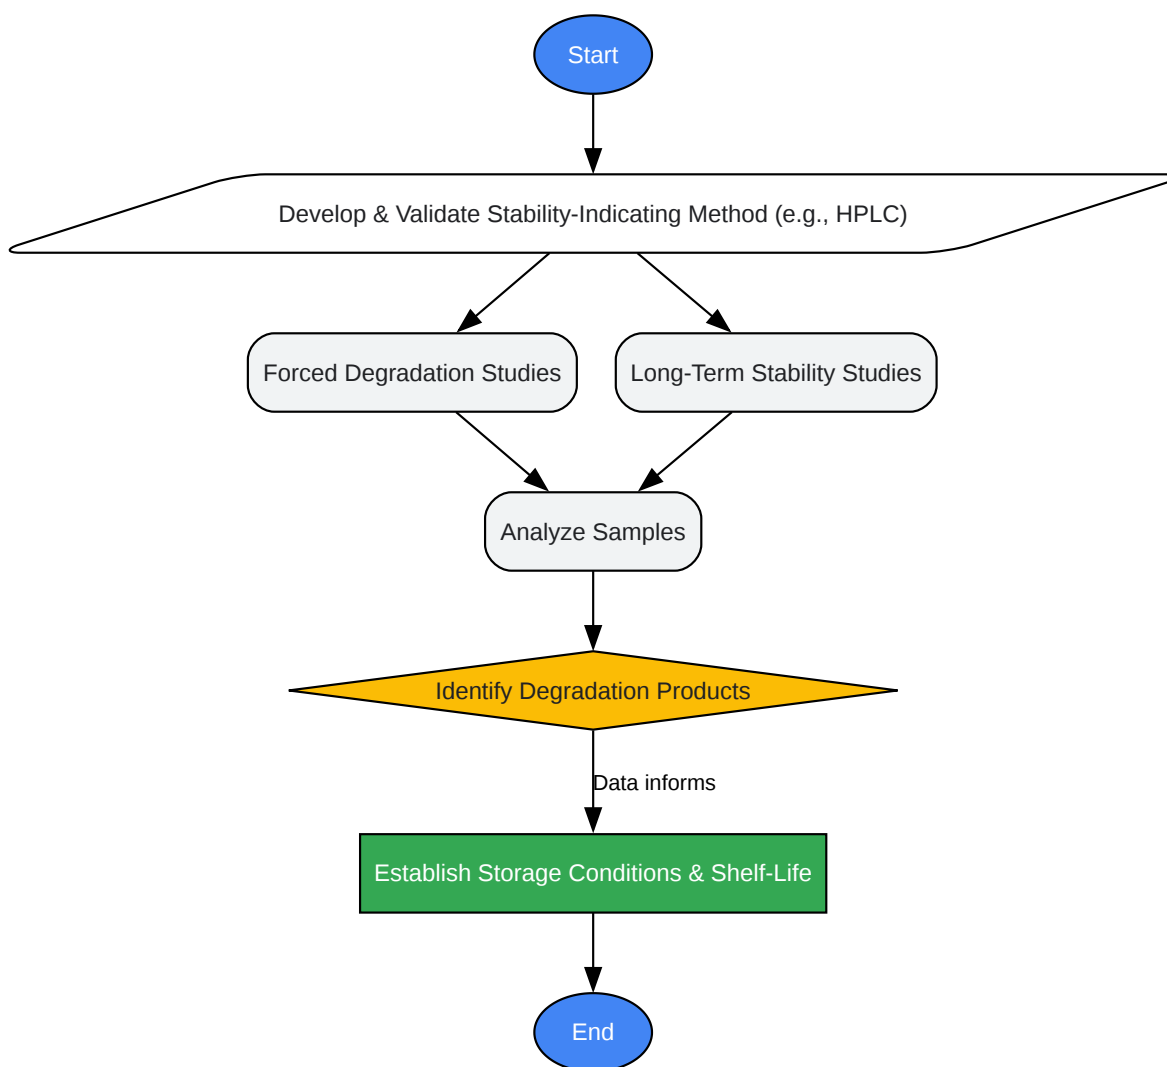 Start
Develop & Validate Stability-Indicating Method (e.g., HPLC)
Forced Degradation Studies
Long-Term Stability Studies
Analyze Samples
Identify Degradation Products
Data informs
Establish Storage Conditions & Shelf-Life
End